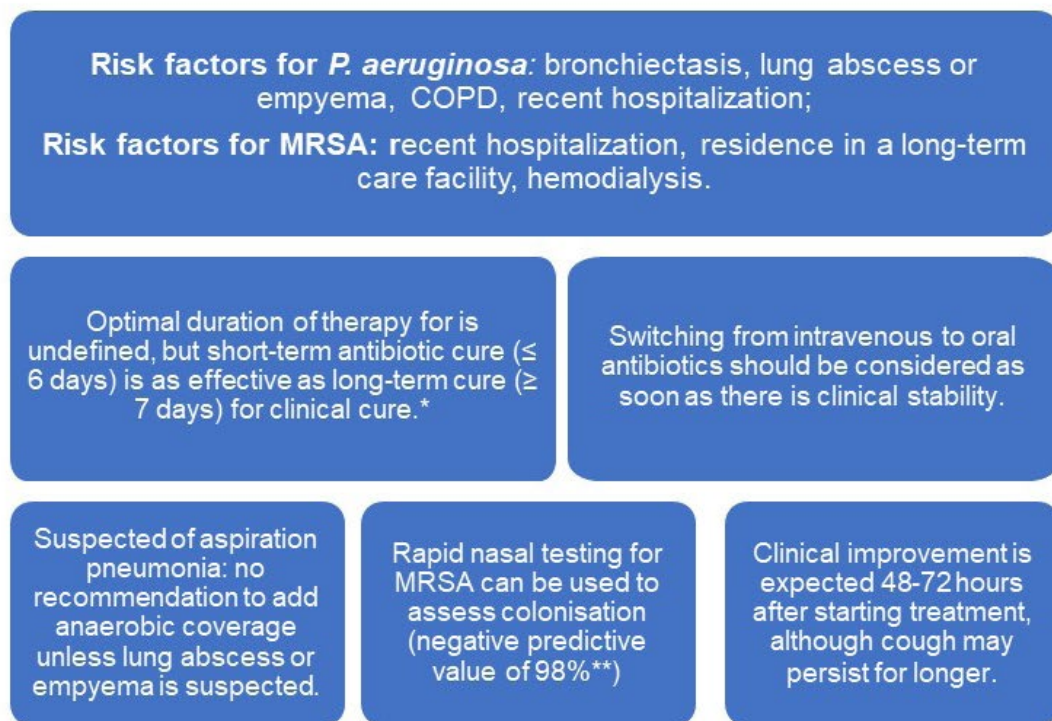 Risk factors for P. aeruginosa: bronchiectasis, lung abscess or
empyema, COPD, recent hospitalization;
Risk factors for MRSA: recent hospitalization, residence in a long-term
care facility, hemodialysis.
Optimal duration of therapy for is
undefined, but short-term antibiotic cure (≤
6 days) is as effective as long-term cure (≥
7 days) for clinical cure.*
Switching from intravenous to oral
antibiotics should be considered as
soon as there is clinical stability.
Suspected of aspiration
pneumonia: no
recommendation to add
anaerobic coverage
unless lung abscess or
empyema is suspected.
Rapid nasal testing for
MRSA can be used to
assess colonisation
(negative predictive
value of 98%**)
Clinical improvement is
expected 48-72 hours
after starting treatment,
although cough may
persist for longer.